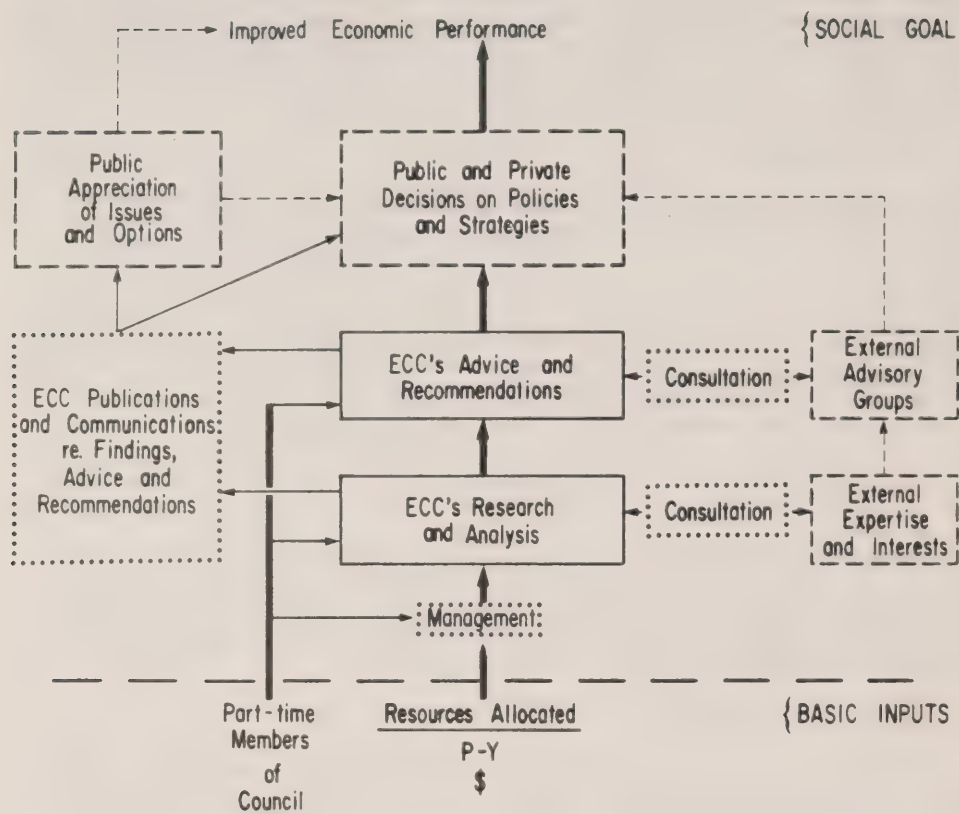 Improved Economic Performance
{ SOCIAL GOAL
Public
Appreciation
of Issues
and Options
Public and Private
Decisions on Policies
and Strategies
ECC Publications
and Communications
re. Findings,
Advice and
Recommendations
ECC's Advice and
Recommendations
Consultation
External
Advisory
Groups
ECC's Research
and Analysis
Consultation
External
Expertise
and Interests
Management
Part-time
Members
of
Council
Resources Allocated
P-Y
$
{ BASIC INPUTS